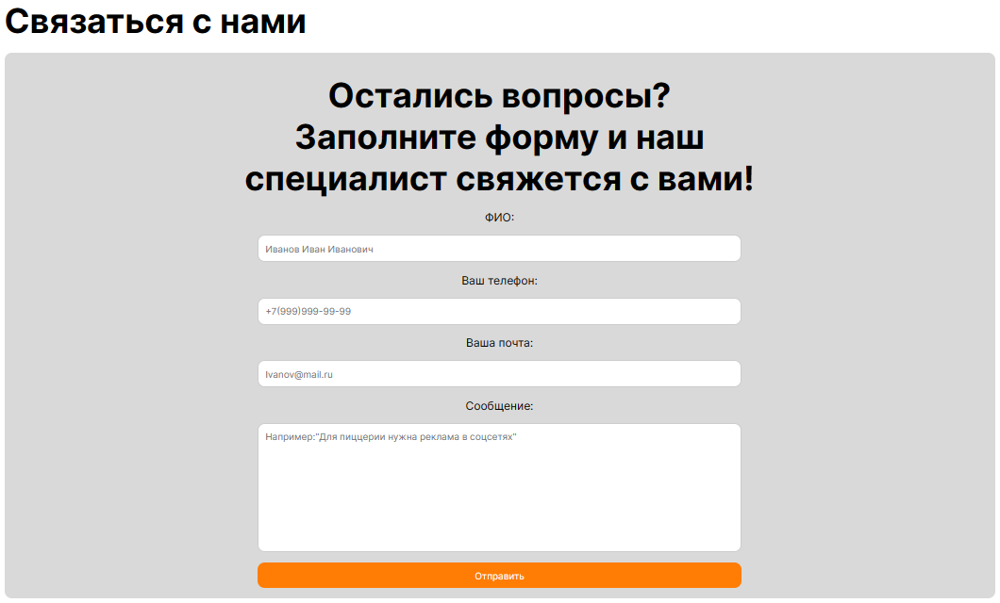 Связаться с нами
Остались вопросы?
Заполните форму и наш
специалист свяжется с вами!
ФИО:
Иванов Иван Иванович
Ваш телефон:
+7(999)999-99-99
Ваша почта:
Ivanov@mail.ru
Сообщение:
Например:"Для пиццерии нужна реклама в соцсетях"
Отправить